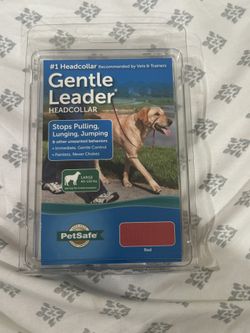 #1 Headcollar Recommended by Vets & Trainers
Gentle
Leader®
HEADCOLLAR
Stops Pulling,
Lunging, Jumping
& other unwanted behaviors
• Immediate, Gentle Control
• Painless, Never Chokes
LARGE
PetSafe
Red